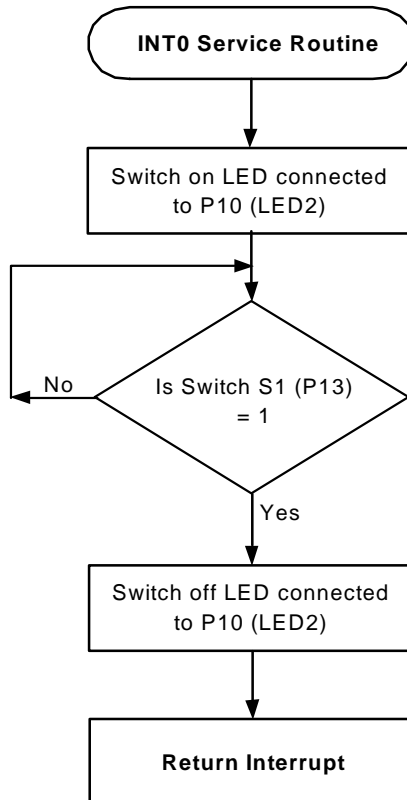 INT0 Service Routine
Switch on LED connected
to P10 (LED2)
No
Is Switch S1 (P13)
= 1
Yes
Switch off LED connected
to P10 (LED2)
Return Interrupt